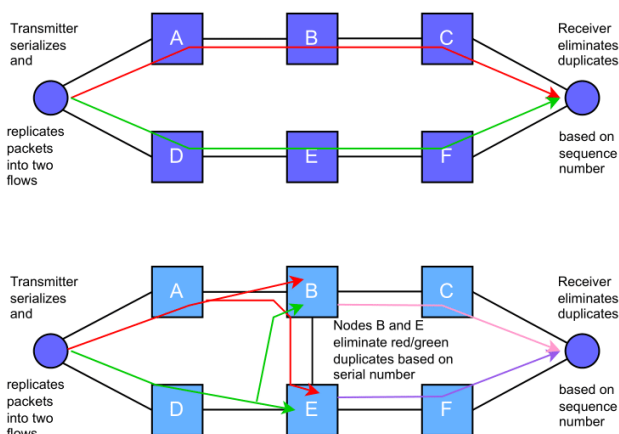 Transmitter
serializes
and
A
B
C
Receiver
eliminates
duplicates
replicates
packets
into two
flows
D
E
F
based on
sequence
number
Transmitter
serializes
and
A
B
C
Receiver
eliminates
duplicates
Nodes B and E
eliminate red/green
duplicates based on
serial number
replicates
packets
into two
flows
D
E
F
based on
sequence
number